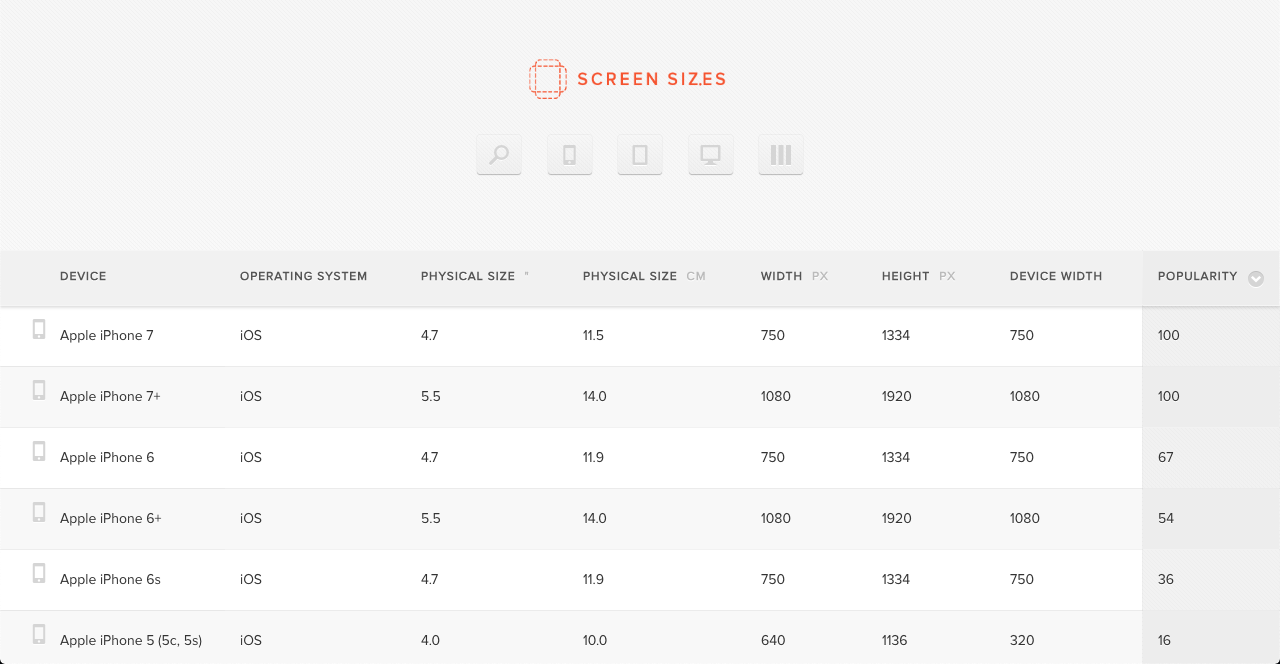 SCREEN SIZ.ES
DEVICE OPERATING SYSTEM PHYSICAL SIZE " PHYSICAL SIZE CM WIDTH PX HEIGHT PX DEVICE WIDTH POPULARITY
Apple iPhone 7 iOS 4.7 11.5 750 1334 750 100
Apple iPhone 7+ iOS 5.5 14.0 1080 1920 1080 100
Apple iPhone 6 iOS 4.7 11.9 750 1334 750 67
Apple iPhone 6+ iOS 5.5 14.0 1080 1920 1080 54
Apple iPhone 6s iOS 4.7 11.9 750 1334 750 36
Apple iPhone 5 (5c, 5s) iOS 4.0 10.0 640 1136 320 16